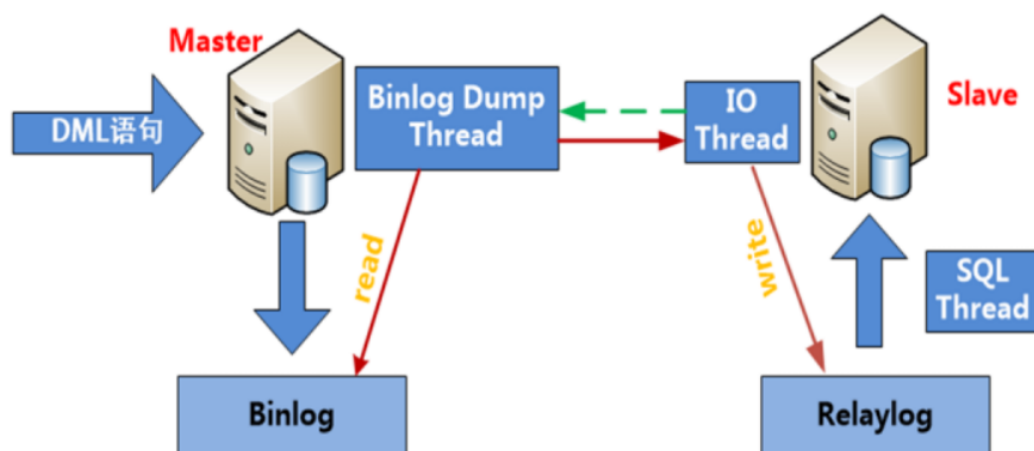 Master
DML语句
Binlog Dump
Thread
IO
Thread
Slave
read
write
SQL
Thread
Binlog
Relaylog